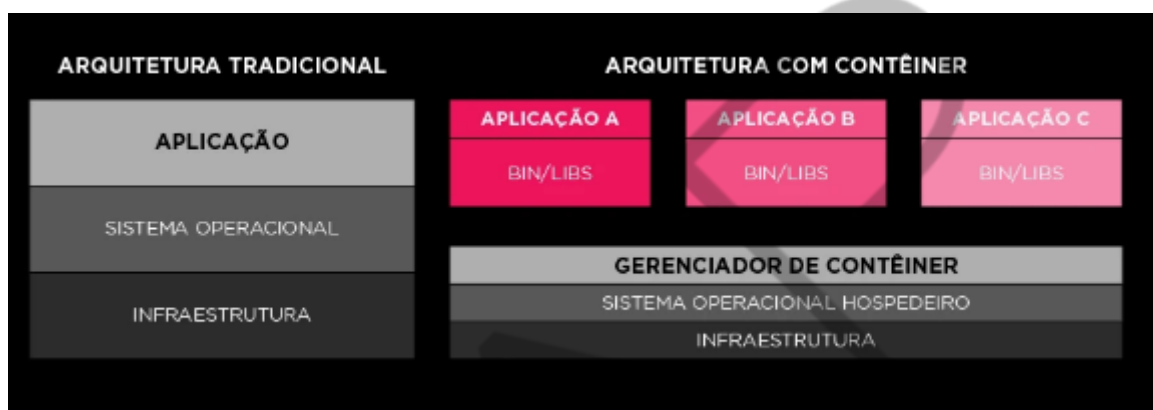 ARQUITETURA TRADICIONAL
APLICAÇÃO
SISTEMA OPERACIONAL
INFRAESTRUTURA
ARQUITETURA COM CONTÊINER
APLICAÇÃO A
BIN/LIBS
APLICAÇÃO B
BIN/LIBS
APLICAÇÃO C
BIN/LIBS
GERENCIADOR DE CONTÊINER
SISTEMA OPERACIONAL HOSPEDEIRO
INFRAESTRUTURA